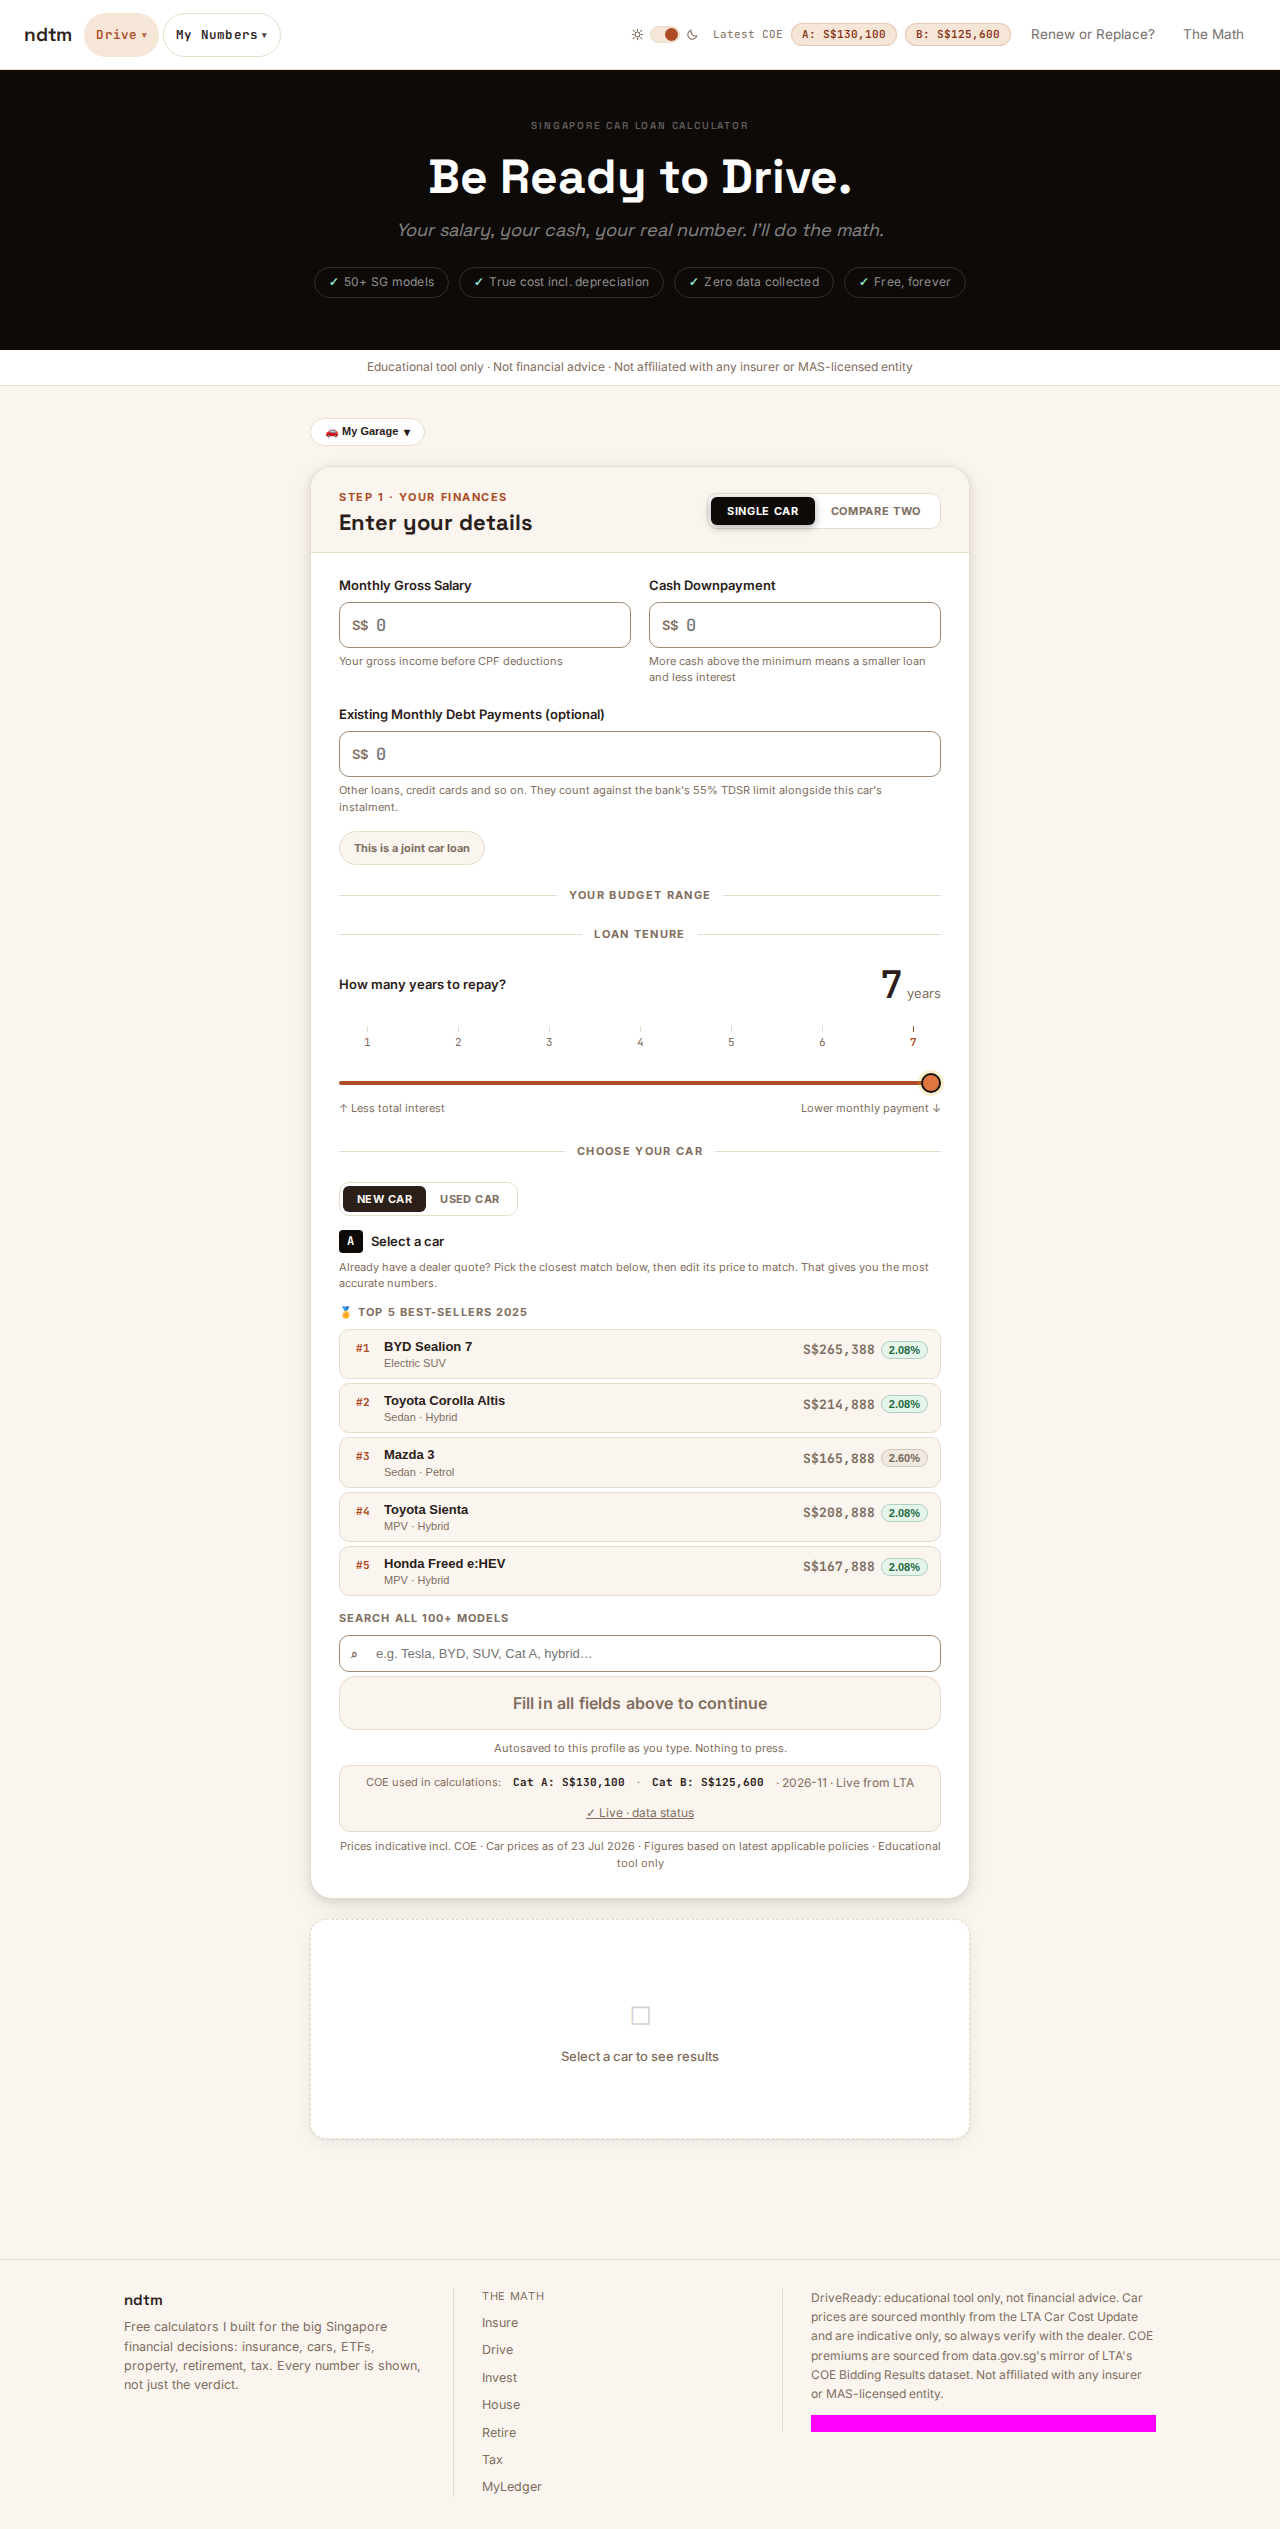 ndtm
Drive ▾
My Numbers ▾
Latest COE
A: S$130,100
B: S$125,600
Renew or Replace?
The Math
SINGAPORE CAR LOAN CALCULATOR
Be Ready to Drive.
Your salary, your cash, your real number. I'll do the math.
✓ 50+ SG models
✓ True cost incl. depreciation
✓ Zero data collected
✓ Free, forever
Educational tool only · Not financial advice · Not affiliated with any insurer or MAS-licensed entity
🚗 My Garage ▾
STEP 1 · YOUR FINANCES
Enter your details
SINGLE CAR
COMPARE TWO
Monthly Gross Salary
Cash Downpayment
S$ 0
S$ 0
Your gross income before CPF deductions
More cash above the minimum means a smaller loan
and less interest
Existing Monthly Debt Payments (optional)
S$ 0
Other loans, credit cards and so on. They count against the bank's 55% TDSR limit alongside this car's
instalment.
This is a joint car loan
YOUR BUDGET RANGE
LOAN TENURE
How many years to repay?
7 years
1 2 3 4 5 6 7
↑ Less total interest
Lower monthly payment ↓
CHOOSE YOUR CAR
NEW CAR
USED CAR
A Select a car
Already have a dealer quote? Pick the closest match below, then edit its price to match. That gives you the most
accurate numbers.
🏅 TOP 5 BEST-SELLERS 2025
#1 BYD Sealion 7 S$265,388 2.08%
Electric SUV
#2 Toyota Corolla Altis S$214,888 2.08%
Sedan · Hybrid
#3 Mazda 3 S$165,888 2.60%
Sedan · Petrol
#4 Toyota Sienta S$208,888 2.08%
MPV · Hybrid
#5 Honda Freed e:HEV S$167,888 2.08%
MPV · Hybrid
SEARCH ALL 100+ MODELS
e.g. Tesla, BYD, SUV, Cat A, hybrid…
Fill in all fields above to continue
Autosaved to this profile as you type. Nothing to press.
COE used in calculations: Cat A: S$130,100 · Cat B: S$125,600 · 2026-11 · Live from LTA
✓ Live · data status
Prices indicative incl. COE · Car prices as of 23 Jul 2026 · Figures based on latest applicable policies · Educational
tool only
Select a car to see results
ndtm
Free calculators I built for the big Singapore
financial decisions: insurance, cars, ETFs,
property, retirement, tax. Every number is shown,
not just the verdict.
THE MATH
Insure
Drive
Invest
House
Retire
Tax
MyLedger
DriveReady: educational tool only, not financial advice. Car
prices are sourced monthly from the LTA Car Cost Update
and are indicative only, so always verify with the dealer. COE
premiums are sourced from data.gov.sg's mirror of LTA's
COE Bidding Results dataset. Not affiliated with any insurer
or MAS-licensed entity.